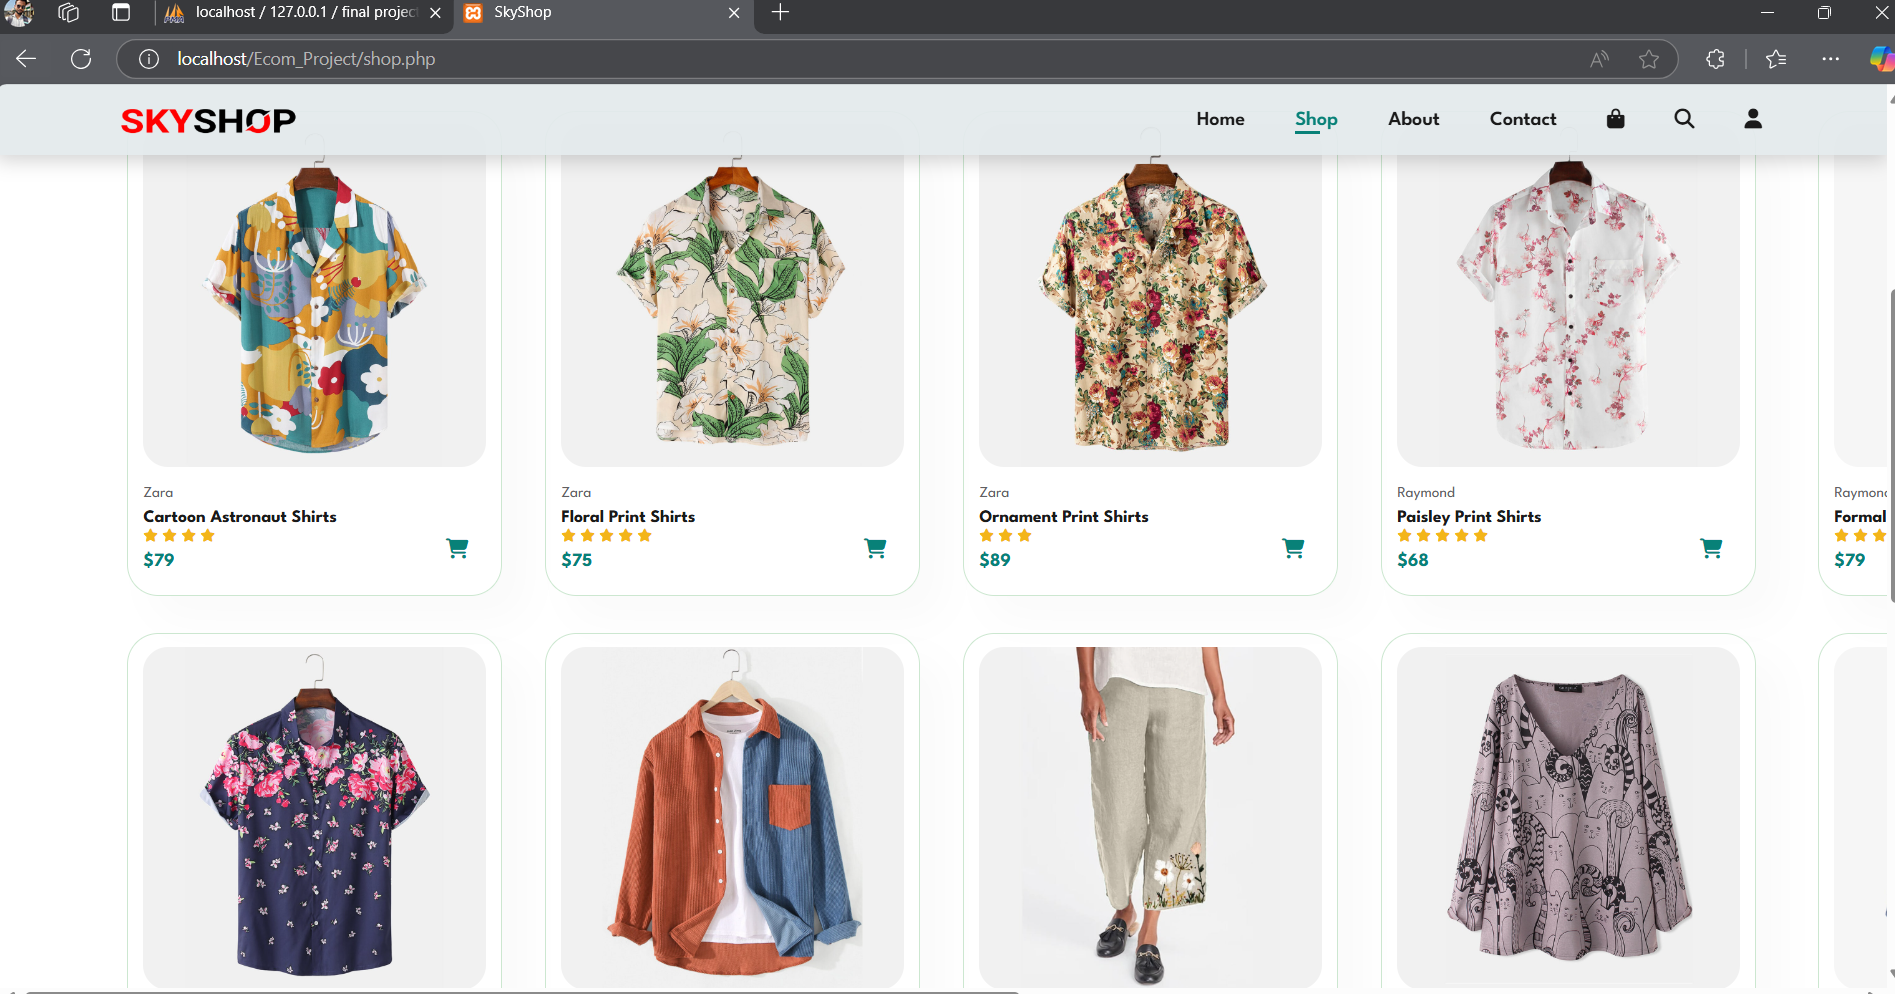 localhost / 127.0.0.1 / final projec
SkyShop
localhost/Ecom_Project/shop.php
SKYSHOP
Home
Shop
About
Contact
Zara
Cartoon Astronaut Shirts
$79
Zara
Floral Print Shirts
$75
Zara
Ornament Print Shirts
$89
Raymond
Paisley Print Shirts
$68
Raymond
Formal
$79